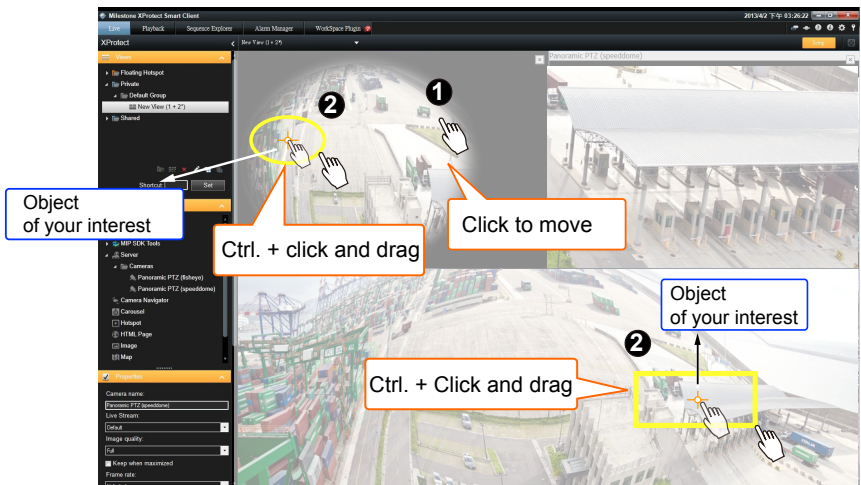 Milestone XProtect Smart Client
2013/4/2 下午 03:26:22
Live Playback Sequence Explorer Alarm Manager WorkSpace Plugin
XProtect
New View (1 + 2*)
Setup
Views
Floating Hotspot
Private
Default Group
New View (1 + 2*)
Shared
Shortcut
Set
Panoramic PTZ (speeddome)
1
2
Object
of your interest
Ctrl. + click and drag
Click to move
MIP SDK Tools
Server
Cameras
Panoramic PTZ (fisheye)
Panoramic PTZ (speeddome)
Camera Navigator
Carousel
Hotspot
HTML Page
Image
Map
Object
of your interest
2
Ctrl. + Click and drag
Properties
Camera name:
Panoramic PTZ (speeddome)
Live Stream:
Default
Image quality:
Full
Keep when maximized
Frame rate: